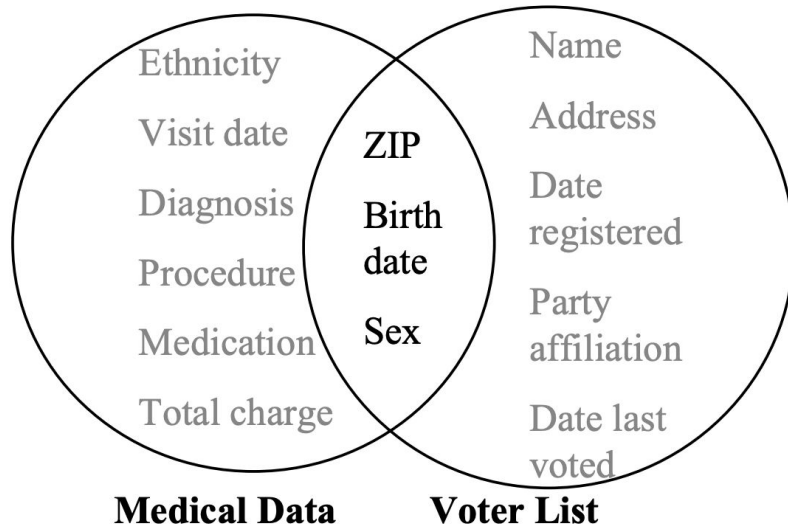 Ethnicity
Visit date
Diagnosis
Procedure
Medication
Total charge
ZIP
Birth
date
Sex
Name
Address
Date
registered
Party
affiliation
Date last
voted
Medical Data
Voter List